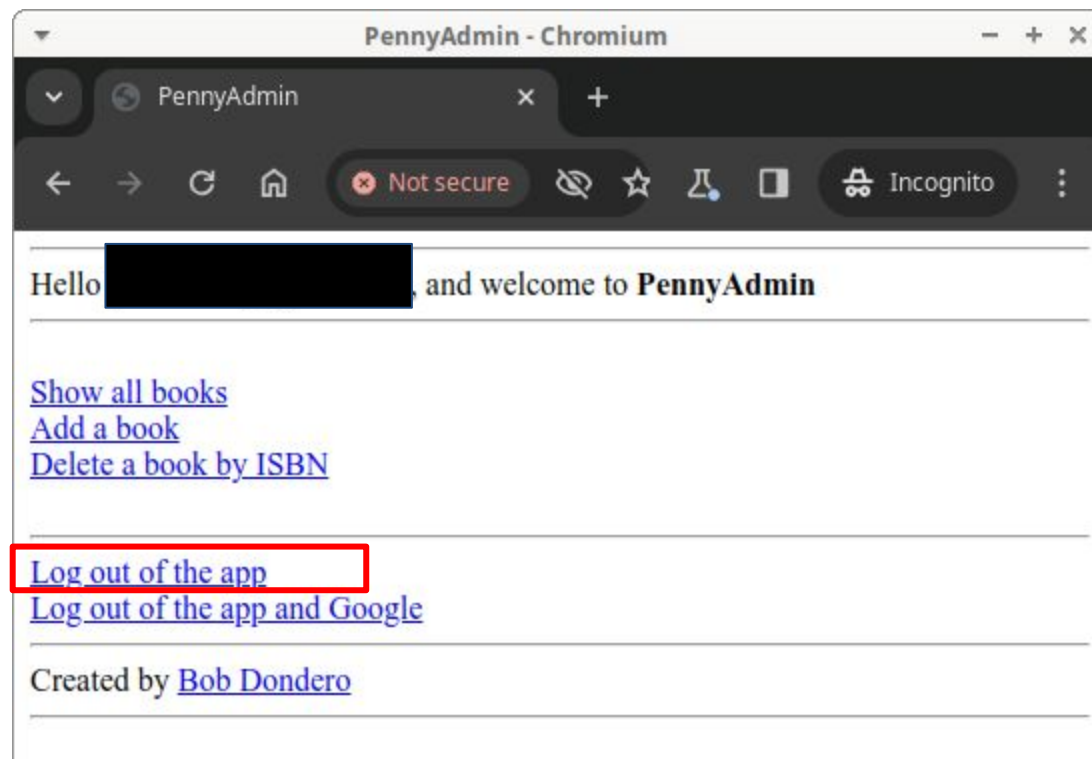 PennyAdmin - Chromium
PennyAdmin
Not secure
Incognito
Hello , and welcome to PennyAdmin
Show all books
Add a book
Delete a book by ISBN
Log out of the app
Log out of the app and Google
Created by Bob Dondero